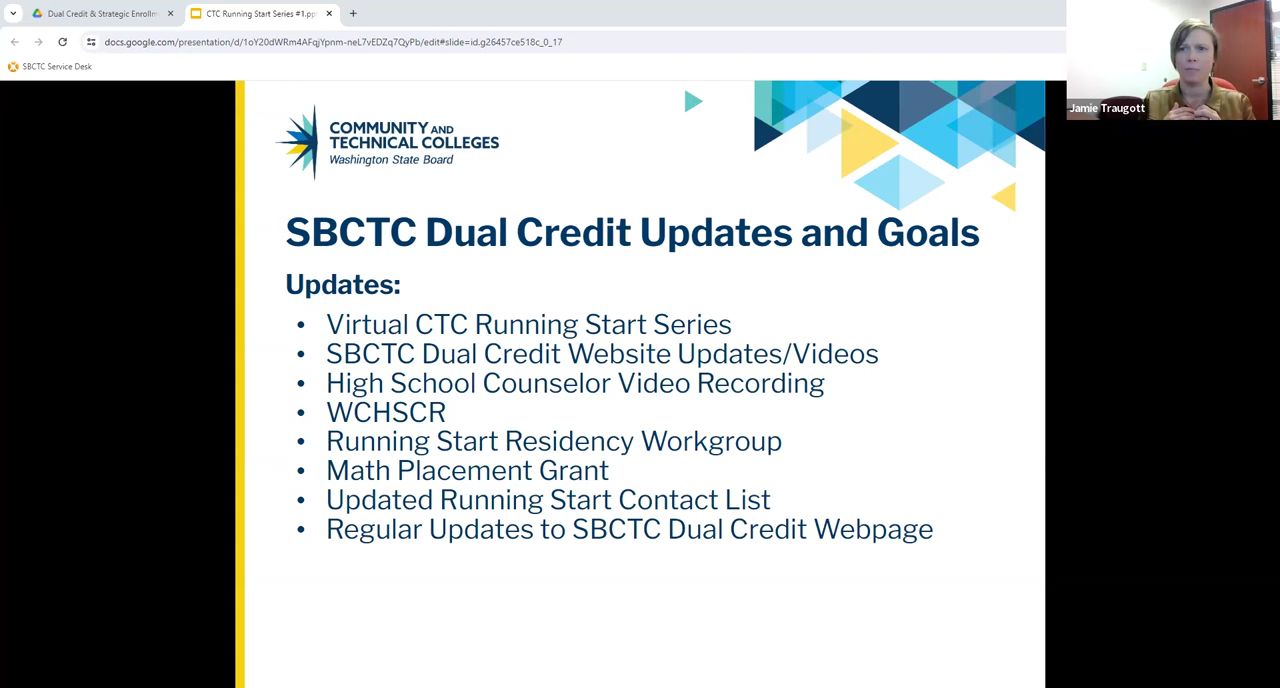 Dual Credit & Strategic Enrollm
CTC Running Start Series #1.pp
docs.google.com/presentation/d/1oY20dWRm4AFqjYpnm-neL7vEDZq7QyPb/edit#slide=id.g26457ce518c_0_17
SBCTC Service Desk
Jamie Traugott
COMMUNITY AND
TECHNICAL COLLEGES
Washington State Board
SBCTC Dual Credit Updates and Goals
Updates:
• Virtual CTC Running Start Series
• SBCTC Dual Credit Website Updates/Videos
• High School Counselor Video Recording
• WCHSCR
• Running Start Residency Workgroup
• Math Placement Grant
• Updated Running Start Contact List
• Regular Updates to SBCTC Dual Credit Webpage